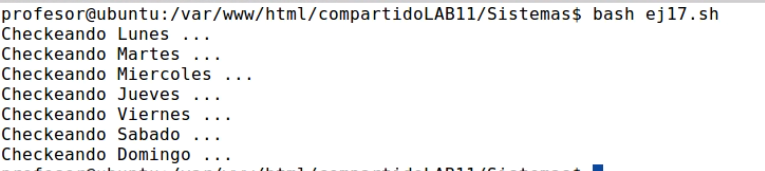 profesor@ubuntu:/var/www/html/compartidoLAB11/Sistemas$ bash ej17.sh
Checkeando Lunes ...
Checkeando Martes ...
Checkeando Miercoles ...
Checkeando Jueves ...
Checkeando Viernes ...
Checkeando Sabado ...
Checkeando Domingo ...
profesor@ubuntu:/var/www/html/compartidoLAB11/Sistemas$